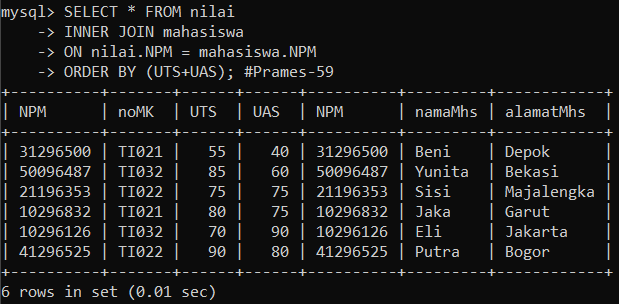 mysql> SELECT * FROM nilai
    -> INNER JOIN mahasiswa
    -> ON nilai.NPM = mahasiswa.NPM
    -> ORDER BY (UTS+UAS); #Prames-59
+----------+-------+------+------+----------+---------+------------+
| NPM      | noMK  | UTS  | UAS  | NPM      | namaMhs | alamatMhs  |
+----------+-------+------+------+----------+---------+------------+
| 31296500 | TI021 |   55 |   40 | 31296500 | Beni    | Depok      |
| 50096487 | TI032 |   85 |   60 | 50096487 | Yunita  | Bekasi     |
| 21196353 | TI022 |   75 |   75 | 21196353 | Sisi    | Majalengka |
| 10296832 | TI021 |   80 |   75 | 10296832 | Jaka    | Garut      |
| 10296126 | TI032 |   70 |   90 | 10296126 | Eli     | Jakarta    |
| 41296525 | TI022 |   90 |   80 | 41296525 | Putra   | Bogor      |
+----------+-------+------+------+----------+---------+------------+
6 rows in set (0.01 sec)